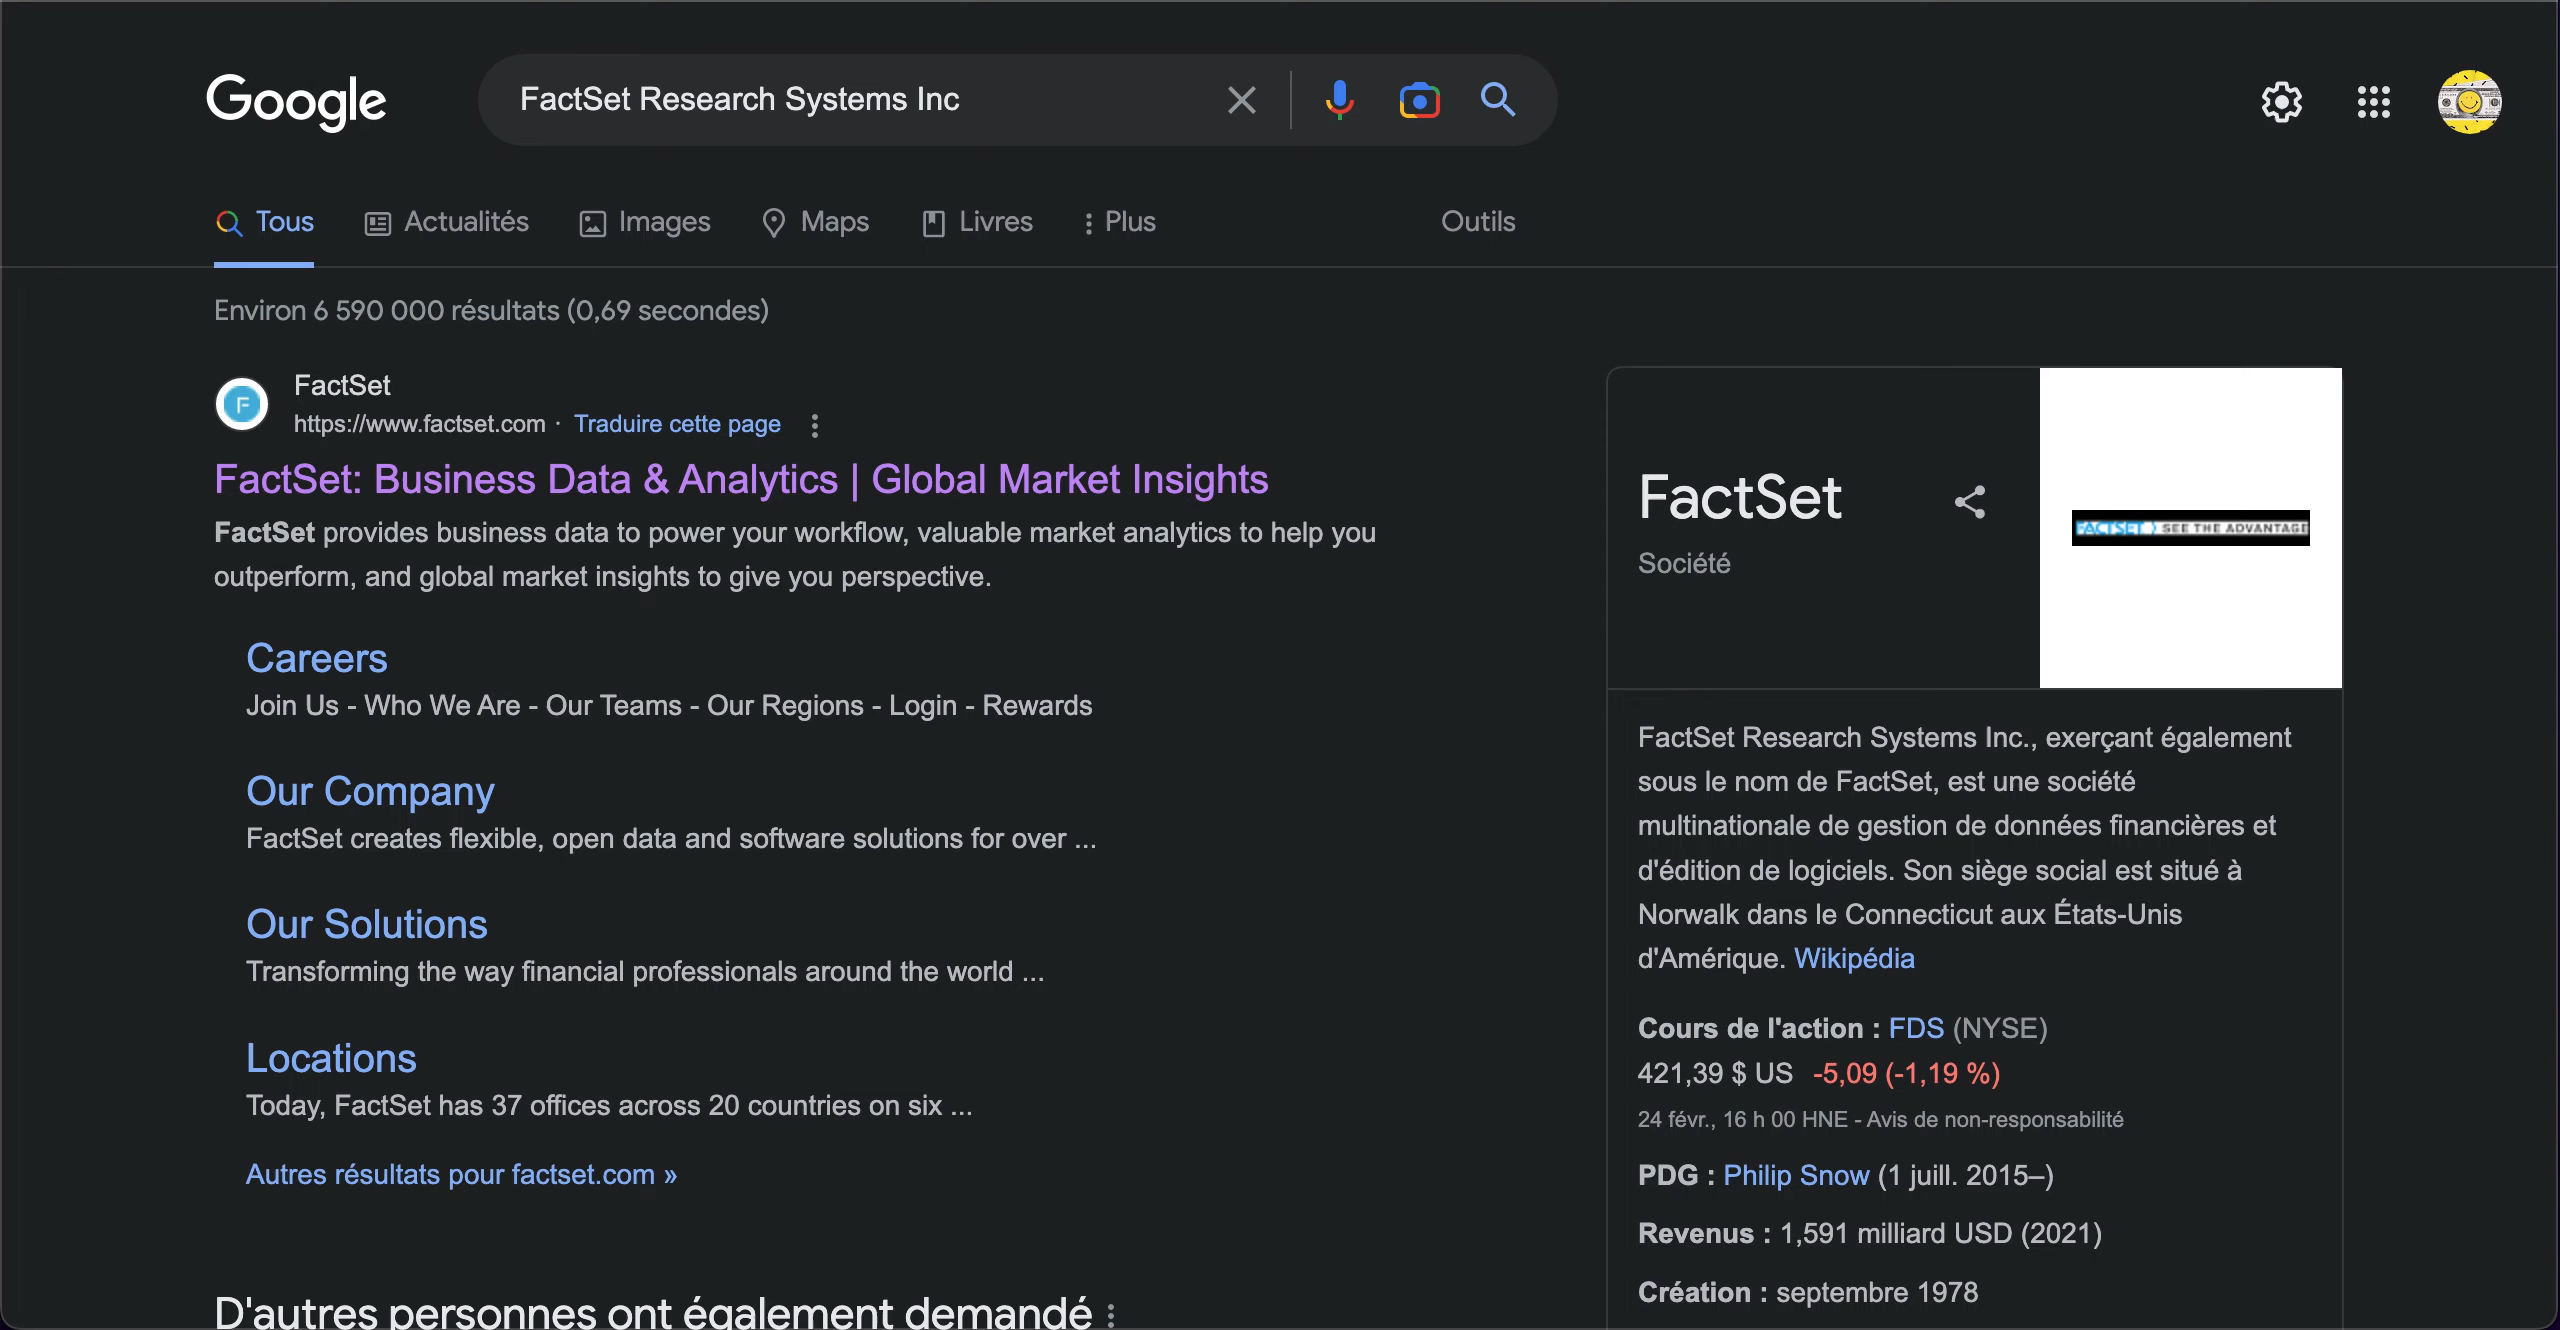 Google
FactSet Research Systems Inc
Tous
Actualités
Images
Maps
Livres
Plus
Outils
Environ 6 590 000 résultats (0,69 secondes)
F
FactSet
https://www.factset.com · Traduire cette page
FactSet: Business Data & Analytics | Global Market Insights
FactSet provides business data to power your workflow, valuable market analytics to help you
outperform, and global market insights to give you perspective.
Careers
Join Us - Who We Are - Our Teams - Our Regions - Login - Rewards
Our Company
FactSet creates flexible, open data and software solutions for over ...
Our Solutions
Transforming the way financial professionals around the world ...
Locations
Today, FactSet has 37 offices across 20 countries on six ...
Autres résultats pour factset.com »
D'autres personnes ont également demandé
FactSet
Société
FACTSET ⟩ SEE THE ADVANTAGE
FactSet Research Systems Inc., exerçant également
sous le nom de FactSet, est une société
multinationale de gestion de données financières et
d'édition de logiciels. Son siège social est situé à
Norwalk dans le Connecticut aux États-Unis
d'Amérique. Wikipédia
Cours de l'action : FDS (NYSE)
421,39 $ US -5,09 (-1,19 %)
24 févr., 16 h 00 HNE - Avis de non-responsabilité
PDG : Philip Snow (1 juill. 2015–)
Revenus : 1,591 milliard USD (2021)
Création : septembre 1978